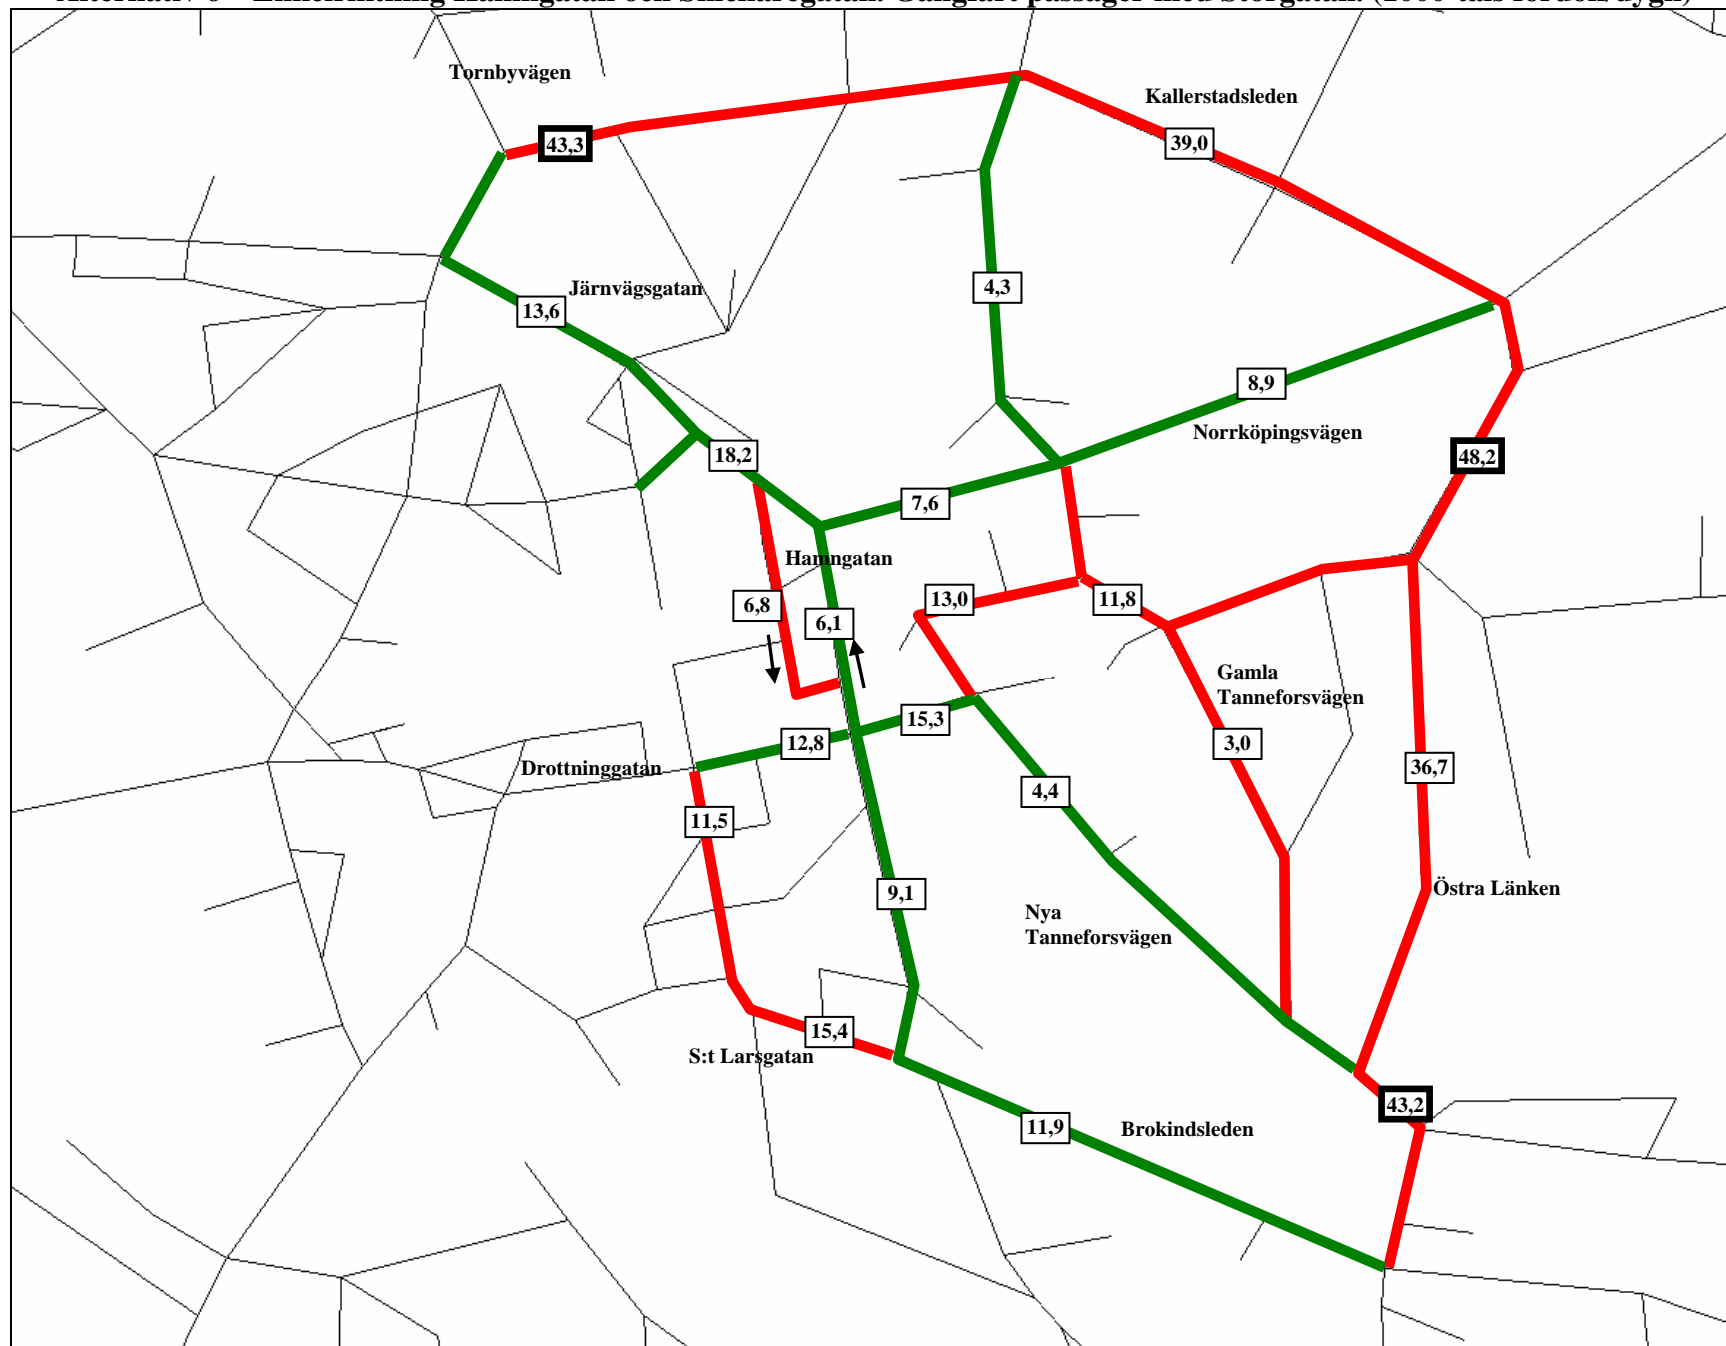 Tornbyvägen
Kallerstadsleden
43,3
39,0
Järnvägsgatan
4,3
13,6
8,9
Norrköpingsvägen
18,2
48,2
7,6
Hamngatan
6,8
6,1
13,0
11,8
Gamla
Tanneforsvägen
15,3
12,8
3,0
Drottninggatan
36,7
4,4
11,5
9,1
Östra Länken
Nya
Tanneforsvägen
15,4
S:t Larsgatan
43,2
11,9
Brokindsleden